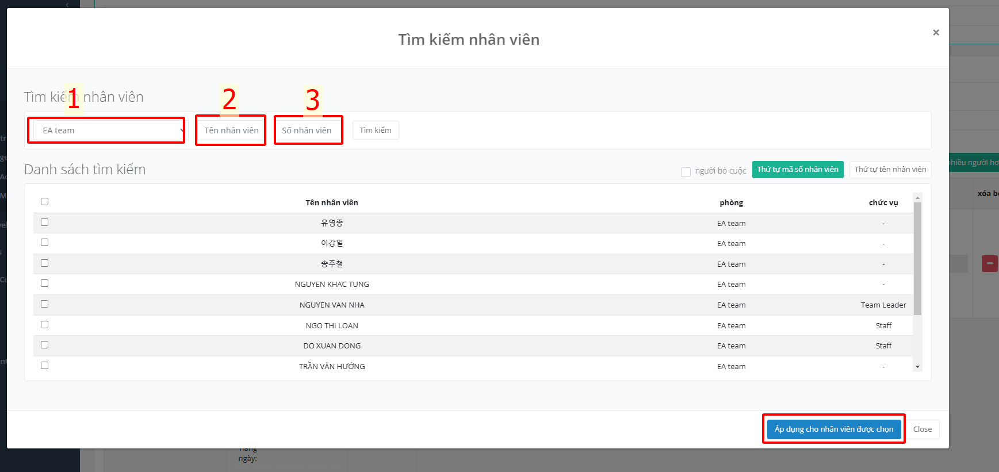 Tìm kiếm nhân viên
×
Tìm kiếm nhân viên
1
2
3
EA team
Tên nhân viên
Số nhân viên
Tìm kiếm
Danh sách tìm kiếm
người bỏ cuộc
Thứ tự mã số nhân viên
Thứ tự tên nhân viên
Tên nhân viên phòng chức vụ
유영종 EA team -
이강일 EA team -
송주철 EA team -
NGUYEN KHAC TUNG EA team -
NGUYEN VAN NHA EA team Team Leader
NGO THI LOAN EA team Staff
DO XUAN DONG EA team Staff
TRẦN VĂN HƯỚNG EA team -
Áp dụng cho nhân viên được chọn
Close
ngày: